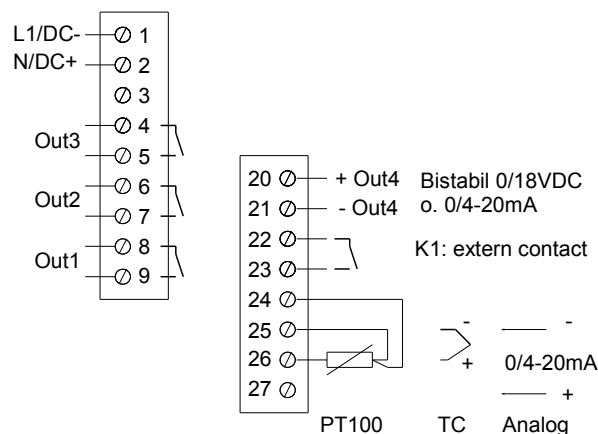 L1/DC- 1
N/DC+ 2
3
Out3 4
5
Out2 6
7
Out1 8
9
20 + Out4 Bistabil 0/18VDC
21 - Out4 o. 0/4-20mA
22
K1: extern contact
23
24
25 - -
26 + 0/4-20mA
27 +
PT100 TC Analog